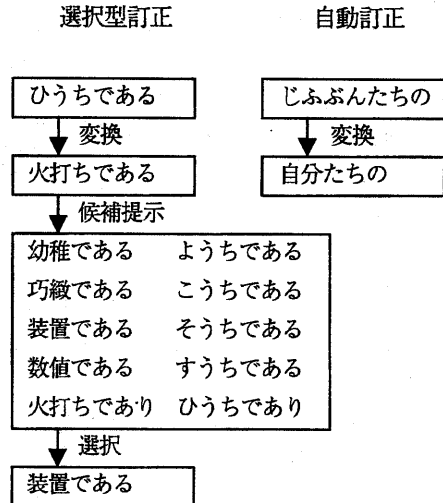 選択型訂正
ひうちである
変換
火打ちである
候補提示
幼稚である ようちである
巧緻である こうちである
装置である そうちである
数値である すうちである
火打ちであり ひうちであり
選択
装置である
自動訂正
じふぶんたちの
変換
自分たちの